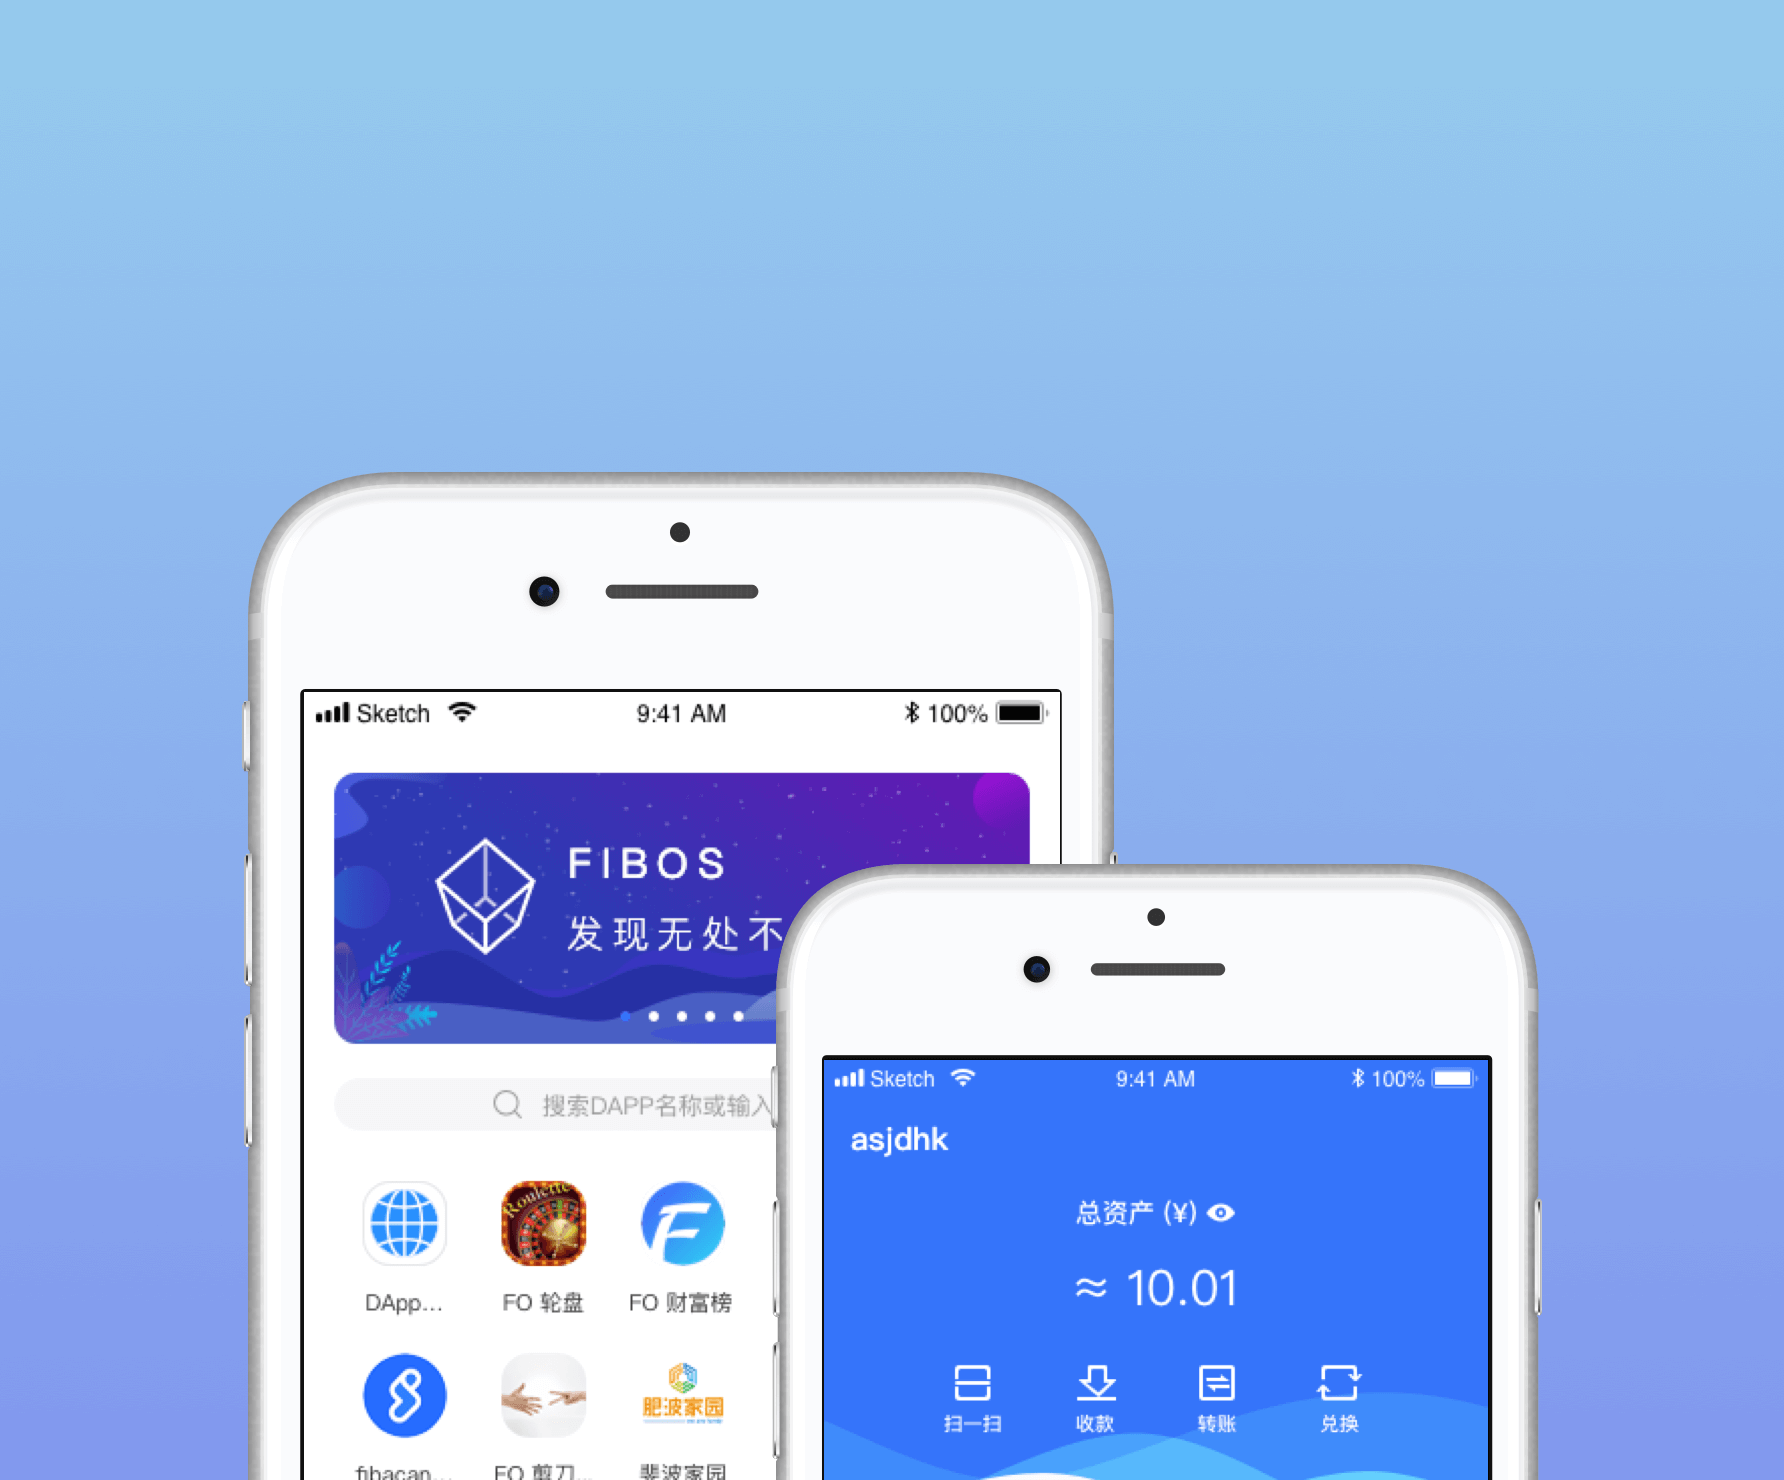 Sketch 9:41 AM 100%
FIBOS
发现无处不
搜索DAPP名称或输入
Roulette
DApp... FO 轮盘 FO 财富榜
肥波家园
fibacan... FO 剪刀... 斐波家园
Sketch 9:41 AM 100%
asjdhk
总资产 (¥)
≈ 10.01
扫一扫 收款 转账 兑换